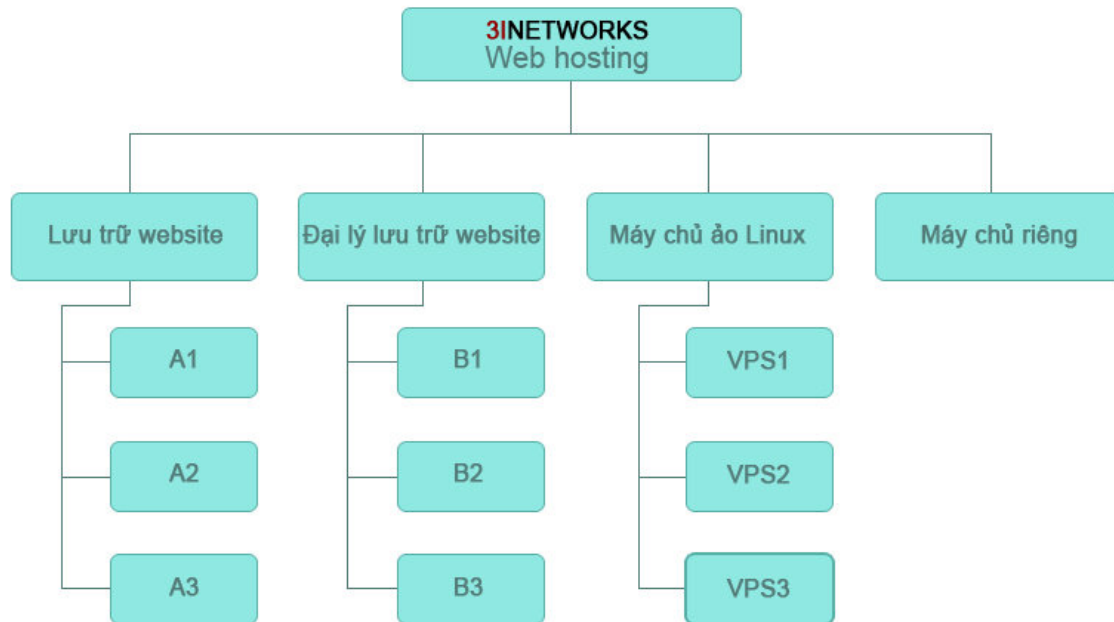 3INETWORKS
Web hosting
Lưu trữ website
Đại lý lưu trữ website
Máy chủ ảo Linux
Máy chủ riêng
A1
B1
VPS1
A2
B2
VPS2
A3
B3
VPS3